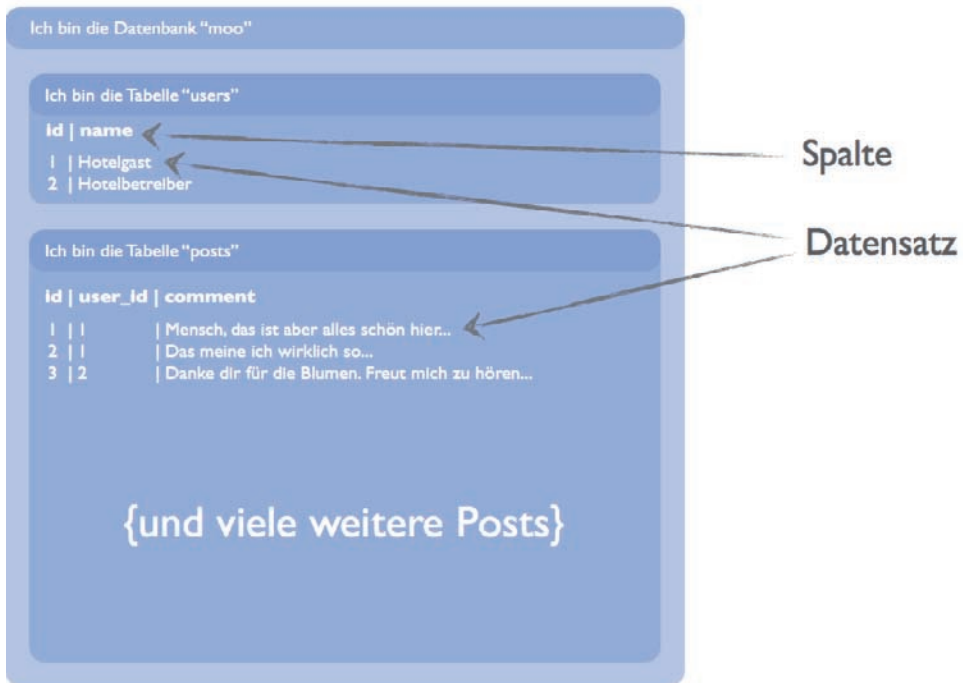 Ich bin die Datenbank “moo”
Ich bin die Tabelle “users”
id | name
1 | Hotelgast
2 | Hotelbetreiber
Spalte
Datensatz
Ich bin die Tabelle “posts”
id | user_id | comment
1 | 1 | Mensch, das ist aber alles schön hier...
2 | 1 | Das meine ich wirklich so...
3 | 2 | Danke dir für die Blumen. Freut mich zu hören...
{und viele weitere Posts}